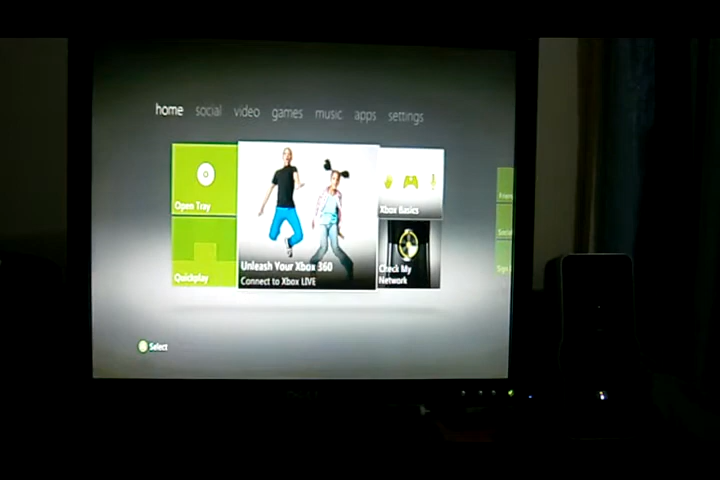 home social video games music apps settings
Open Tray
Quickplay
Unleash Your Xbox 360
Connect to Xbox LIVE
Xbox Basics
Check My
Network
Select